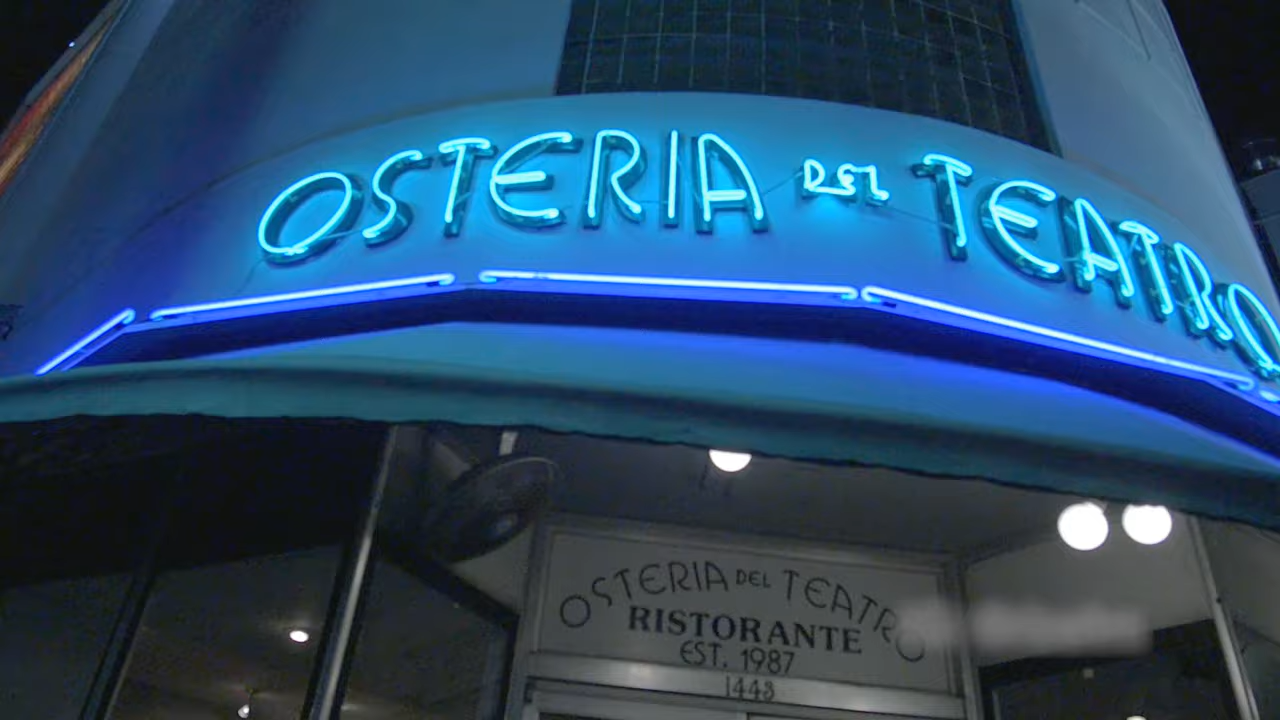 OSTERIA DEL TEATRO
OSTERIA DEL TEATRO
RISTORANTE
EST. 1987
1443